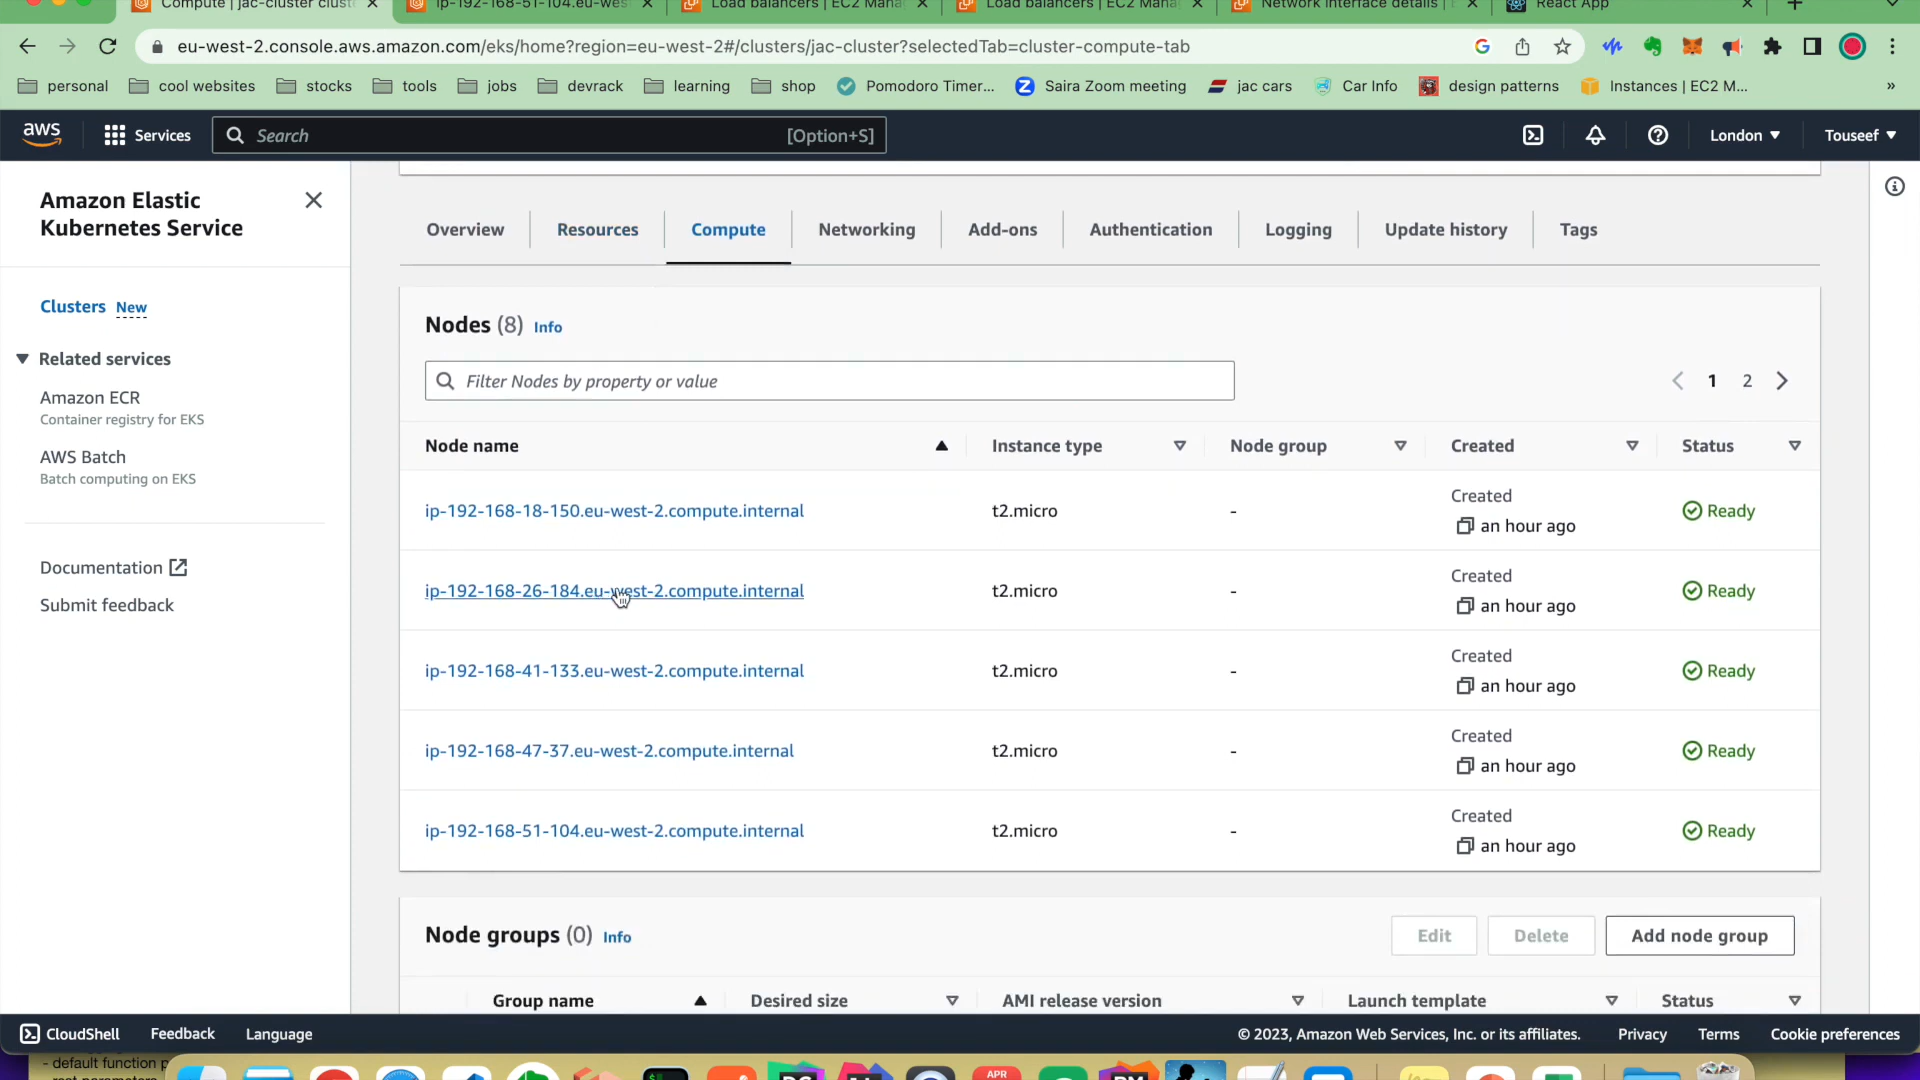 Compute | jac-cluster clust
ip-192-168-51-104.eu-west
Load balancers | EC2 Mana
Load balancers | EC2 Mana
Network interface details |
React App
eu-west-2.console.aws.amazon.com/eks/home?region=eu-west-2#/clusters/jac-cluster?selectedTab=cluster-compute-tab
personal
cool websites
stocks
tools
jobs
devrack
learning
shop
Pomodoro Timer...
Saira Zoom meeting
jac cars
Car Info
design patterns
Instances | EC2 M...
»
aws
Services
Search
[Option+S]
London
Touseef
Amazon Elastic
Kubernetes Service
Clusters New
Related services
Amazon ECR
Container registry for EKS
AWS Batch
Batch computing on EKS
Documentation
Submit feedback
Overview
Resources
Compute
Networking
Add-ons
Authentication
Logging
Update history
Tags
Nodes (8) Info
Filter Nodes by property or value
1 2
Node name
Instance type
Node group
Created
Status
ip-192-168-18-150.eu-west-2.compute.internal
t2.micro
-
Created
an hour ago
Ready
ip-192-168-26-184.eu-west-2.compute.internal
t2.micro
-
Created
an hour ago
Ready
ip-192-168-41-133.eu-west-2.compute.internal
t2.micro
-
Created
an hour ago
Ready
ip-192-168-47-37.eu-west-2.compute.internal
t2.micro
-
Created
an hour ago
Ready
ip-192-168-51-104.eu-west-2.compute.internal
t2.micro
-
Created
an hour ago
Ready
Node groups (0) Info
Edit
Delete
Add node group
Group name
Desired size
AMI release version
Launch template
Status
CloudShell
Feedback
Language
© 2023, Amazon Web Services, Inc. or its affiliates.
Privacy
Terms
Cookie preferences
- default function p
APR